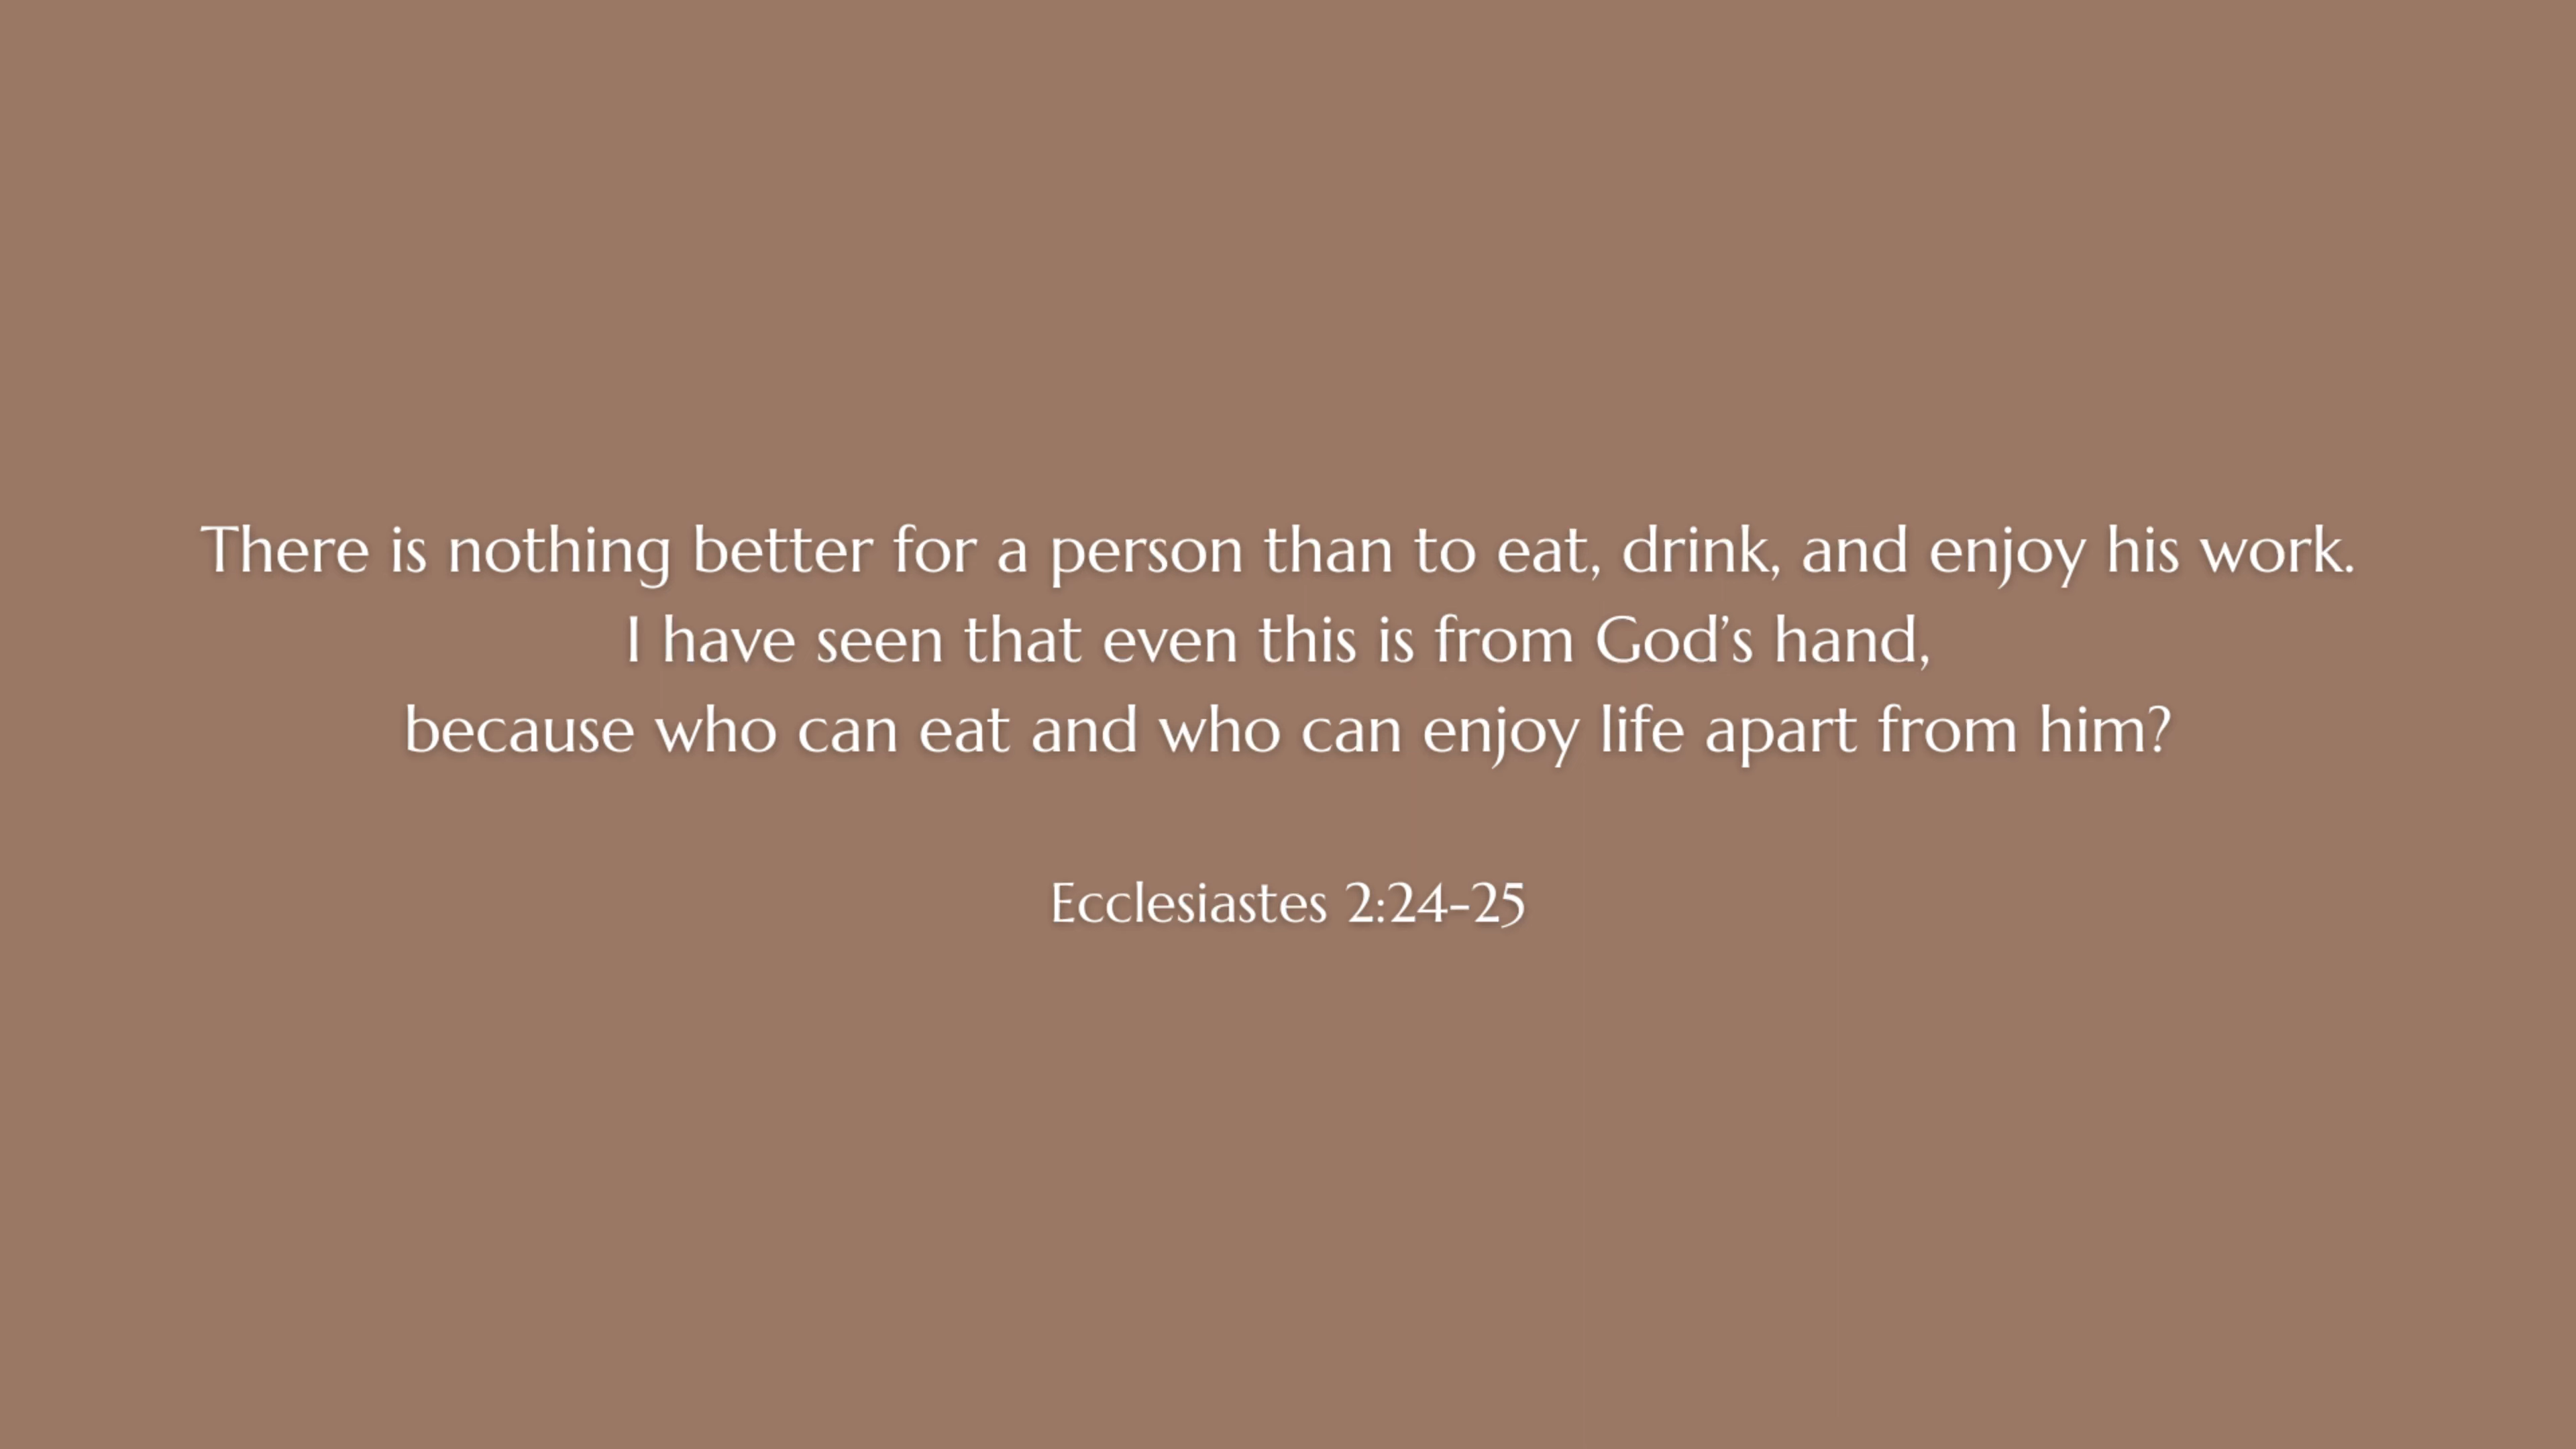 There is nothing better for a person than to eat, drink, and enjoy his work.
I have seen that even this is from God’s hand,
because who can eat and who can enjoy life apart from him?
Ecclesiastes 2:24-25